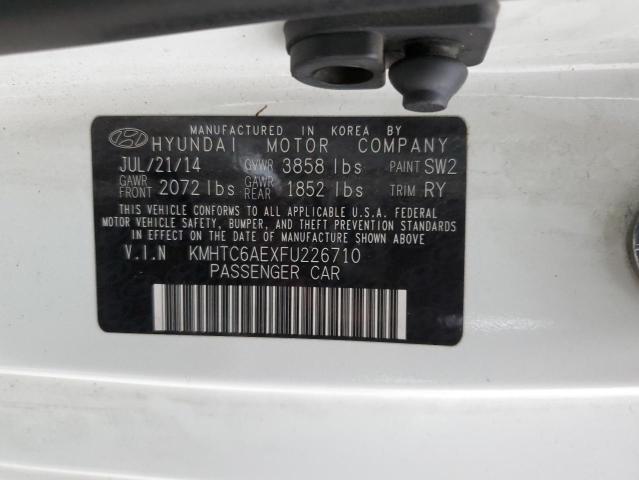 MANUFACTURED IN KOREA BY
HYUNDAI MOTOR COMPANY
JUL/21/14 GVWR 3858 lbs PAINT SW2
GAWR FRONT 2072 lbs GAWR REAR 1852 lbs TRIM RY
THIS VEHICLE CONFORMS TO ALL APPLICABLE U.S.A. FEDERAL
MOTOR VEHICLE SAFETY, BUMPER, AND THEFT PREVENTION STANDARDS
IN EFFECT ON THE DATE OF MANUFACTURE SHOWN ABOVE
V.I.N KMHTC6AEXFU226710
PASSENGER CAR